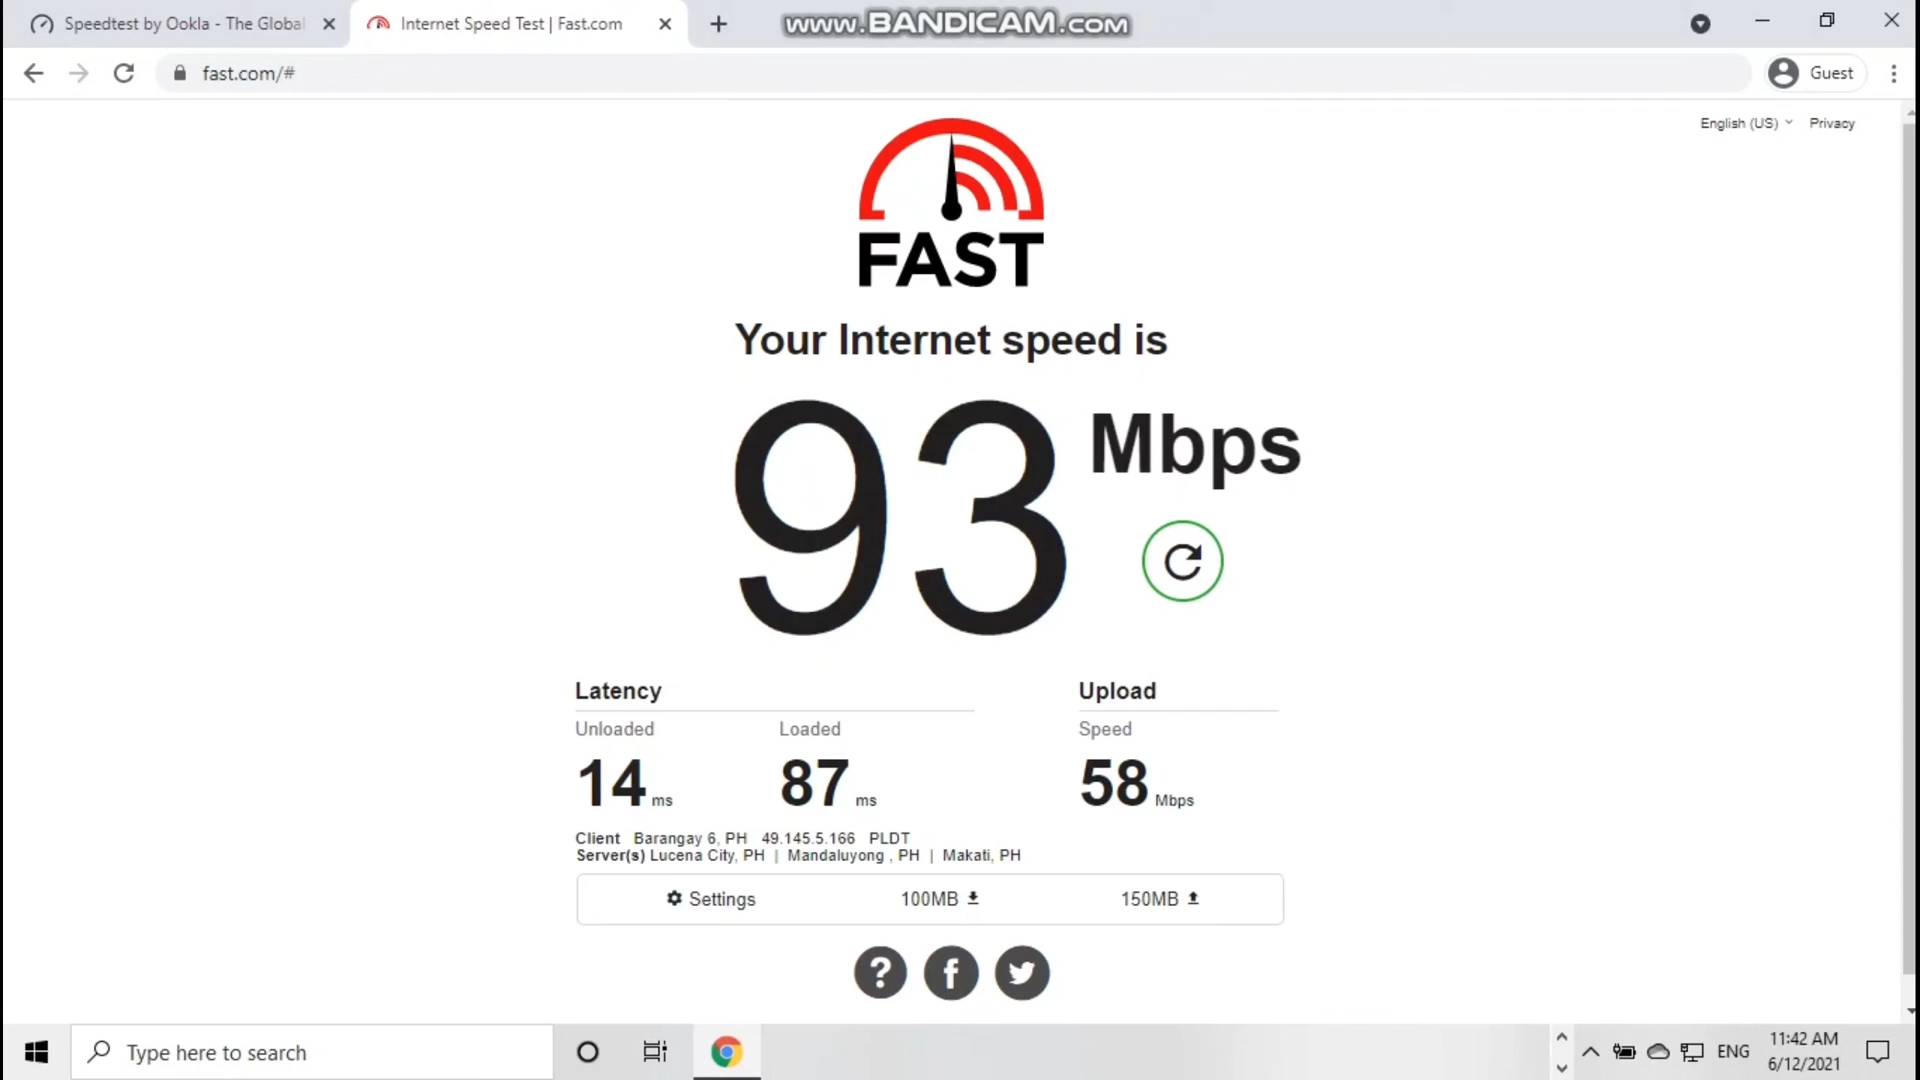 Speedtest by Ookla - The Global
Internet Speed Test | Fast.com
www.BANDICAM.com
fast.com/#
Guest
English (US)
Privacy
FAST
Your Internet speed is
93 Mbps
Latency
Upload
Unloaded
Loaded
Speed
14 ms
87 ms
58 Mbps
Client Barangay 6, PH 49.145.5.166 PLDT
Server(s) Lucena City, PH | Mandaluyong , PH | Makati, PH
Settings
100MB
150MB
?
f
Type here to search
ENG
11:42 AM
6/12/2021